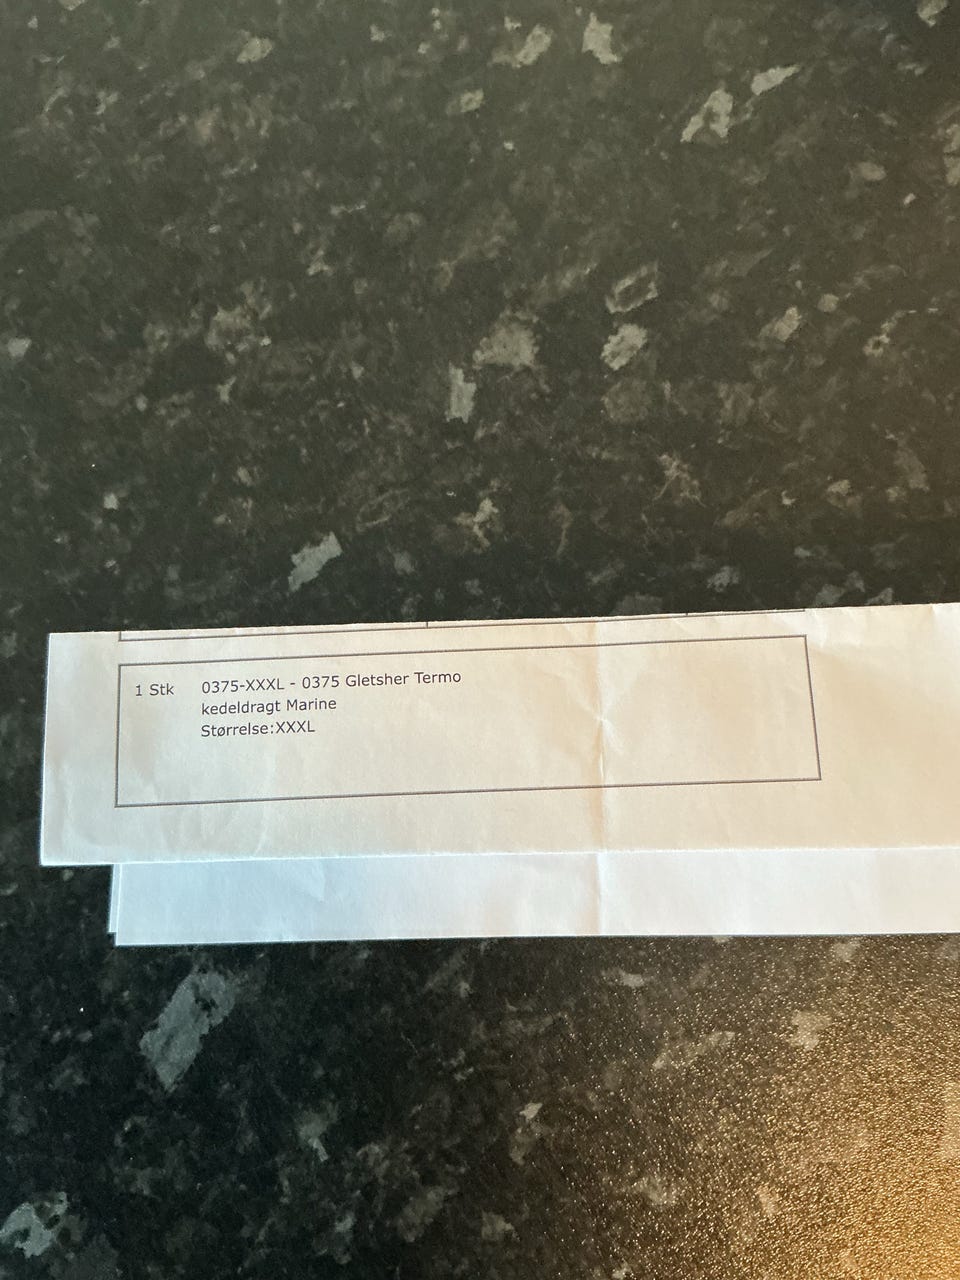 1 Stk 0375-XXXL - 0375 Gletsher Termo
kedeldragt Marine
Størrelse:XXXL